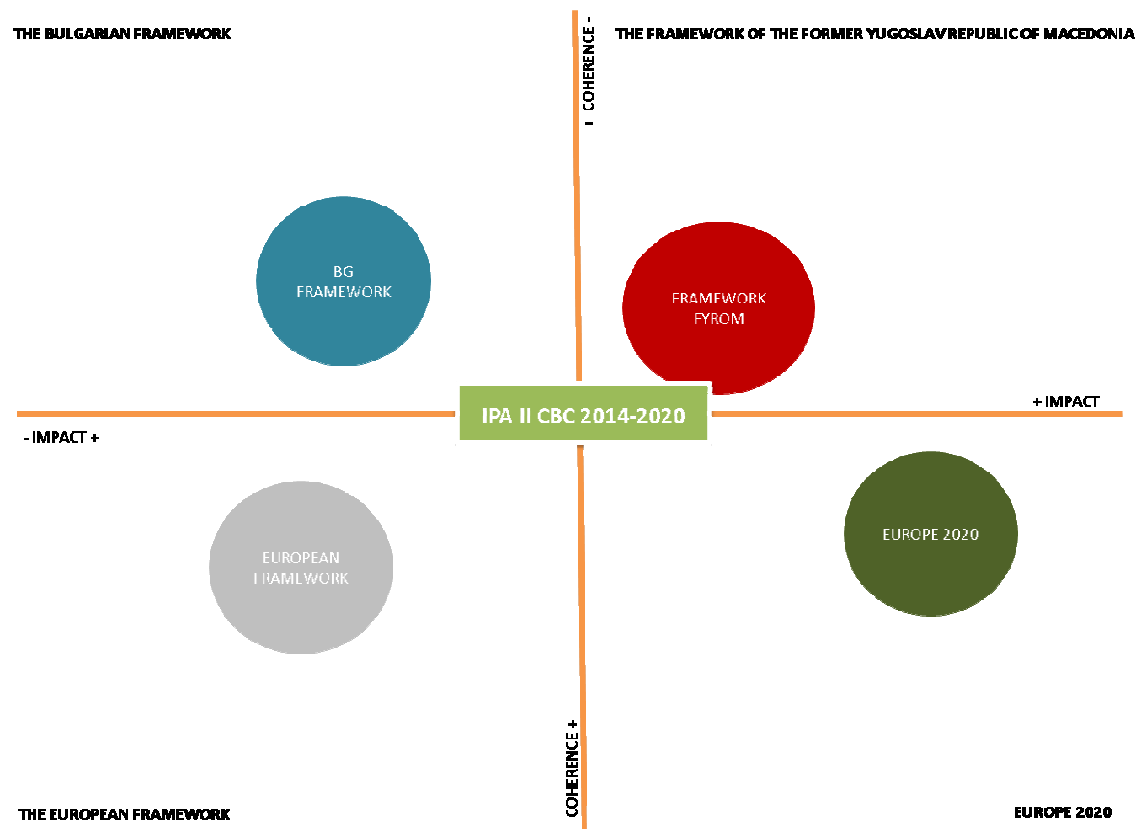 THE BULGARIAN FRAMEWORK
THE FRAMEWORK OF THE FORMER YUGOSLAV REPUBLIC OF MACEDONIA
COHERENCE -
BG
FRAMEWORK
FRAMEWORK
FYROM
IPA II CBC 2014-2020
+ IMPACT
- IMPACT +
EUROPEAN
FRAMEWORK
EUROPE 2020
COHERENCE +
THE EUROPEAN FRAMEWORK
EUROPE 2020